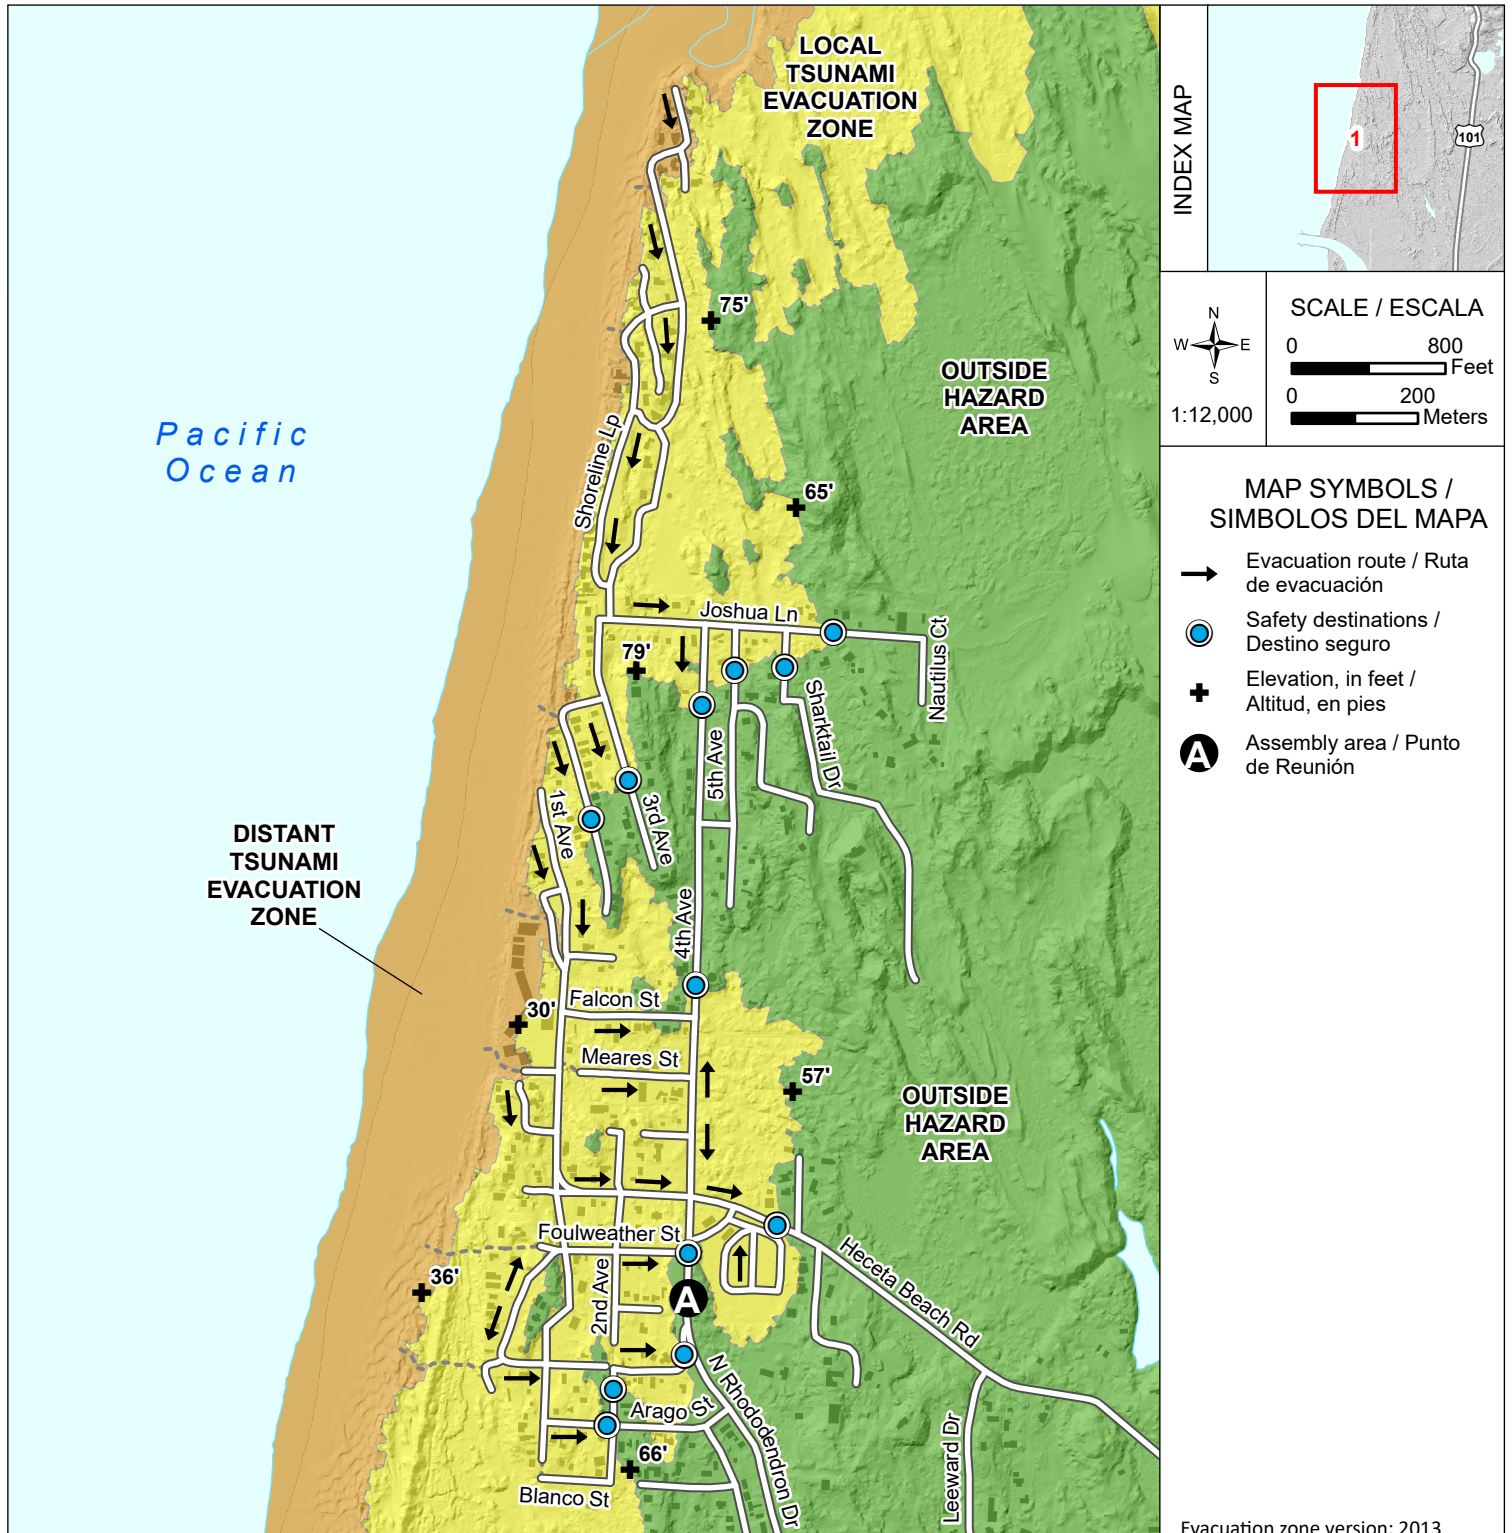 LOCAL
TSUNAMI
EVACUATION
ZONE
75'
OUTSIDE
HAZARD
AREA
Pacific
Ocean
Shoreline Lp
65'
Joshua Ln
79'
Nautilus Ct
Sharktail Dr
5th Ave
3rd Ave
1st Ave
DISTANT
TSUNAMI
EVACUATION
ZONE
4th Ave
Falcon St
30'
Meares St
57'
OUTSIDE
HAZARD
AREA
Foulweather St
36'
2nd Ave
A
Heceta Beach Rd
N Rhododendron Dr
Arago St
66'
Blanco St
Leeward Dr
INDEX MAP
1
101
N
W E
S
1:12,000
SCALE / ESCALA
0 800
Feet
0 200
Meters
MAP SYMBOLS /
SIMBOLOS DEL MAPA
Evacuation route / Ruta
de evacuación
Safety destinations /
Destino seguro
Elevation, in feet /
Altitud, en pies
A
Assembly area / Punto
de Reunión
Evacuation zone version: 2013